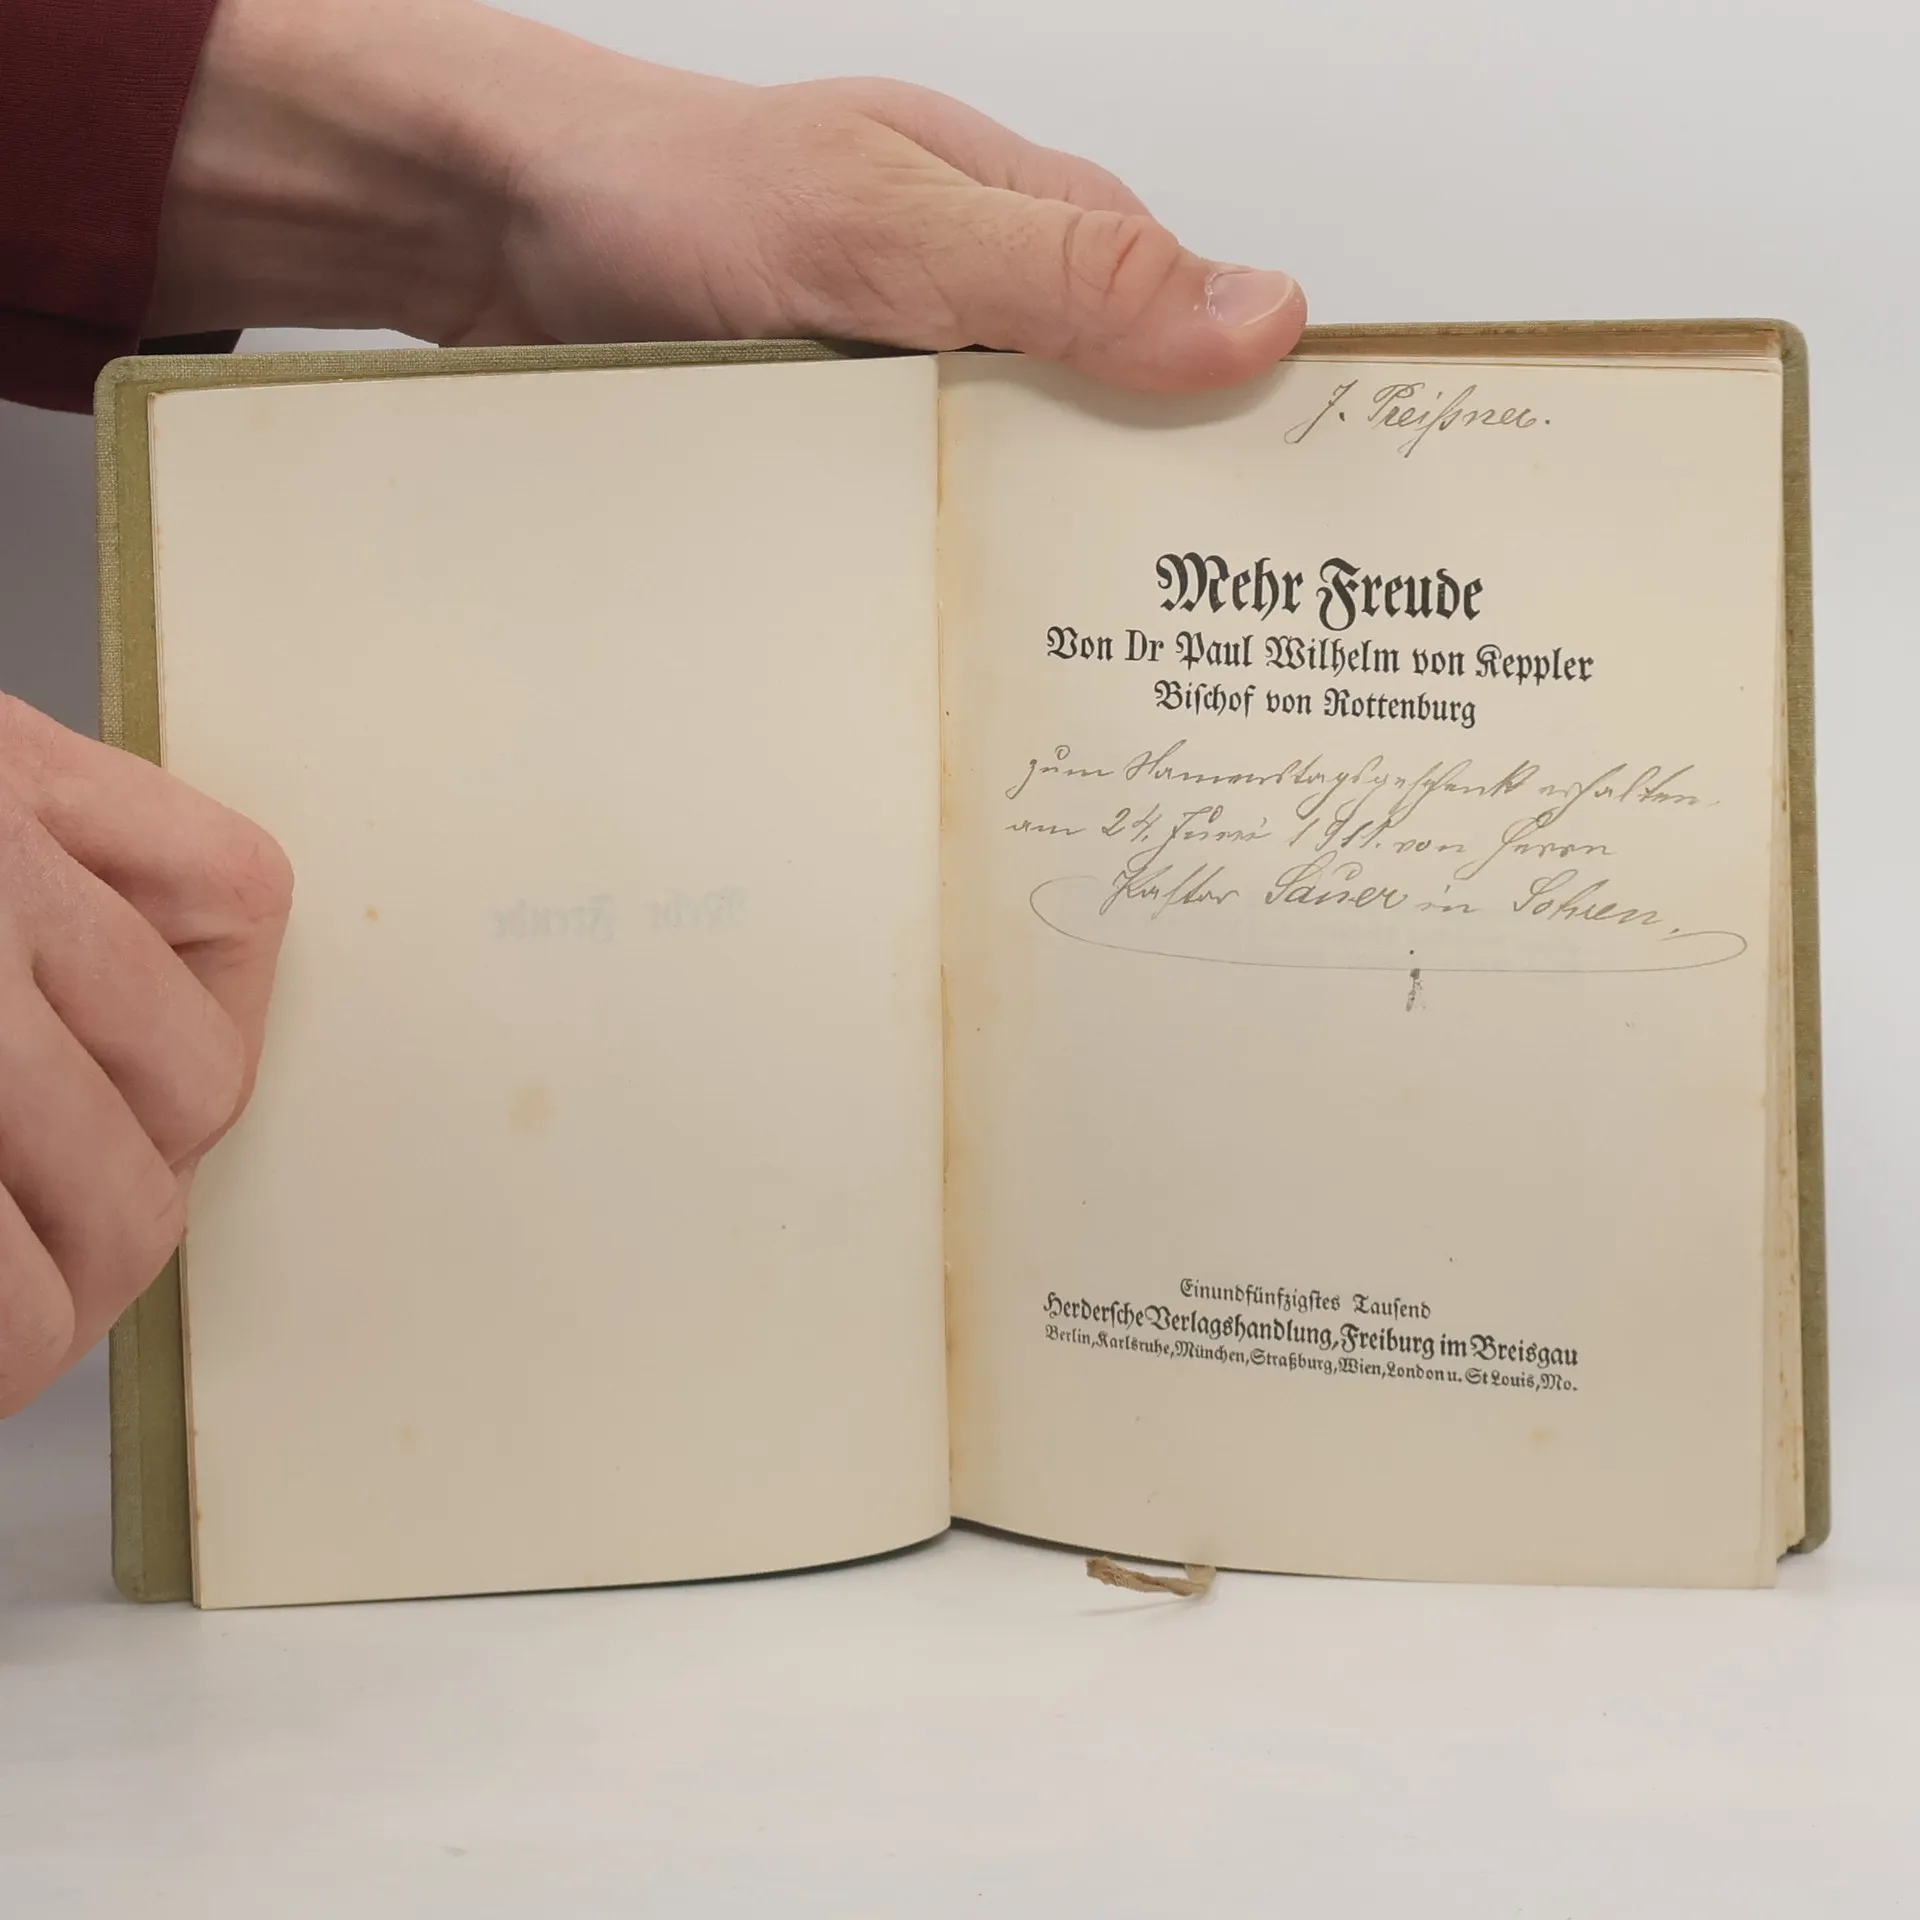 J. Preißner.
Mehr Freude
Von Dr Paul Wilhelm von Keppler
Bischof von Rottenburg
zum Namenstagsgeschenk erhalten
am 24. Juni 1911. von Herrn
Pastor Sauer in Sohren.
Einundfünfzigstes Tausend
Herdersche Verlagshandlung, Freiburg im Breisgau
Berlin, Karlsruhe, München, Straßburg, Wien, London u. St Louis, Mo.